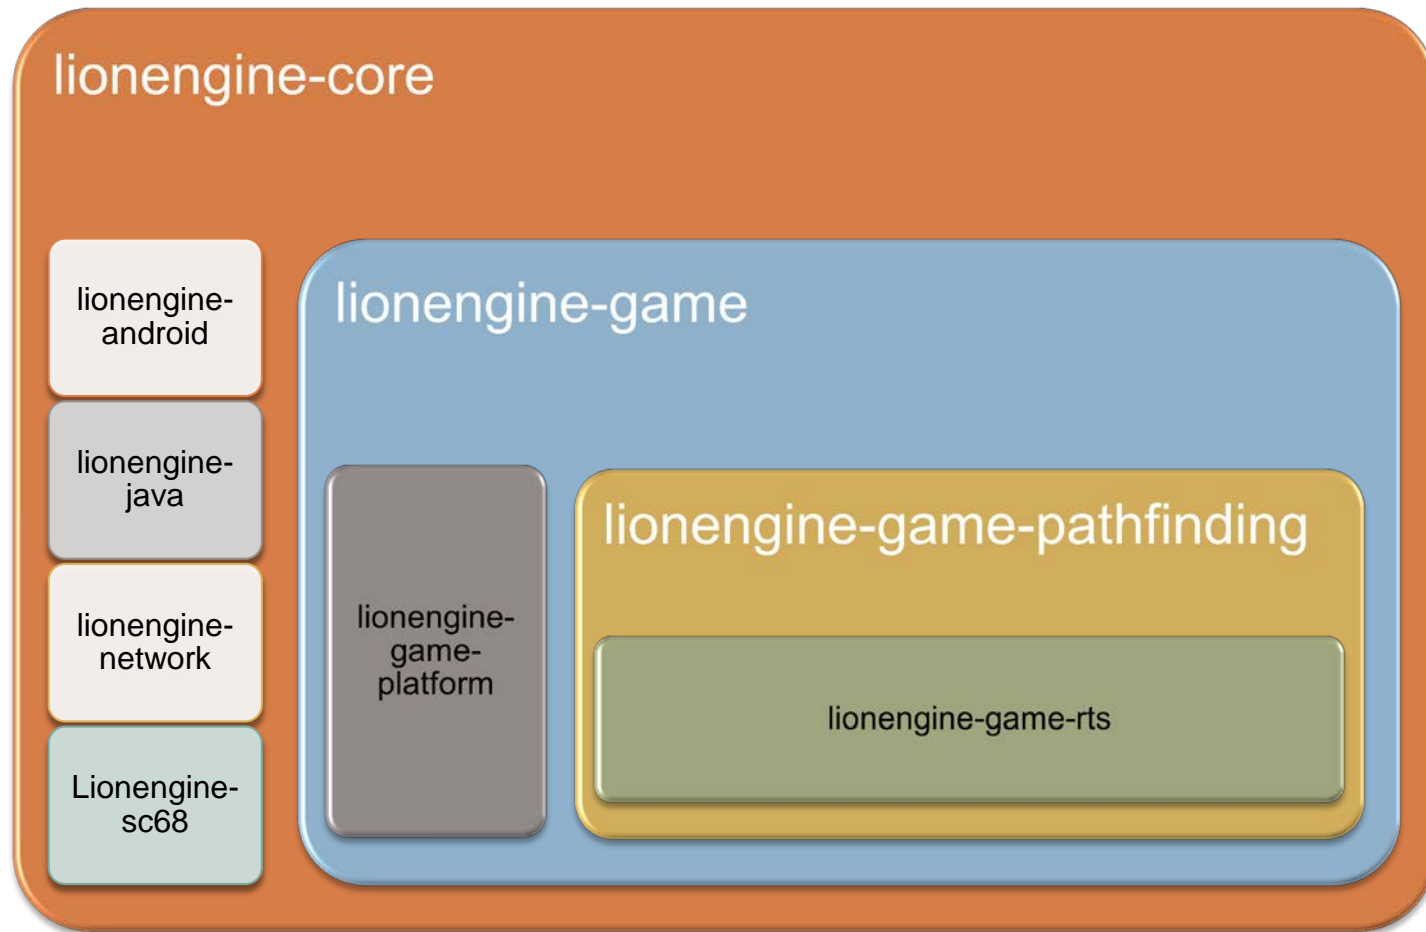 lionengine-core
lionengine-
android
lionengine-
java
lionengine-
network
Lionengine-
sc68
lionengine-game
lionengine-
game-
platform
lionengine-game-pathfinding
lionengine-game-rts